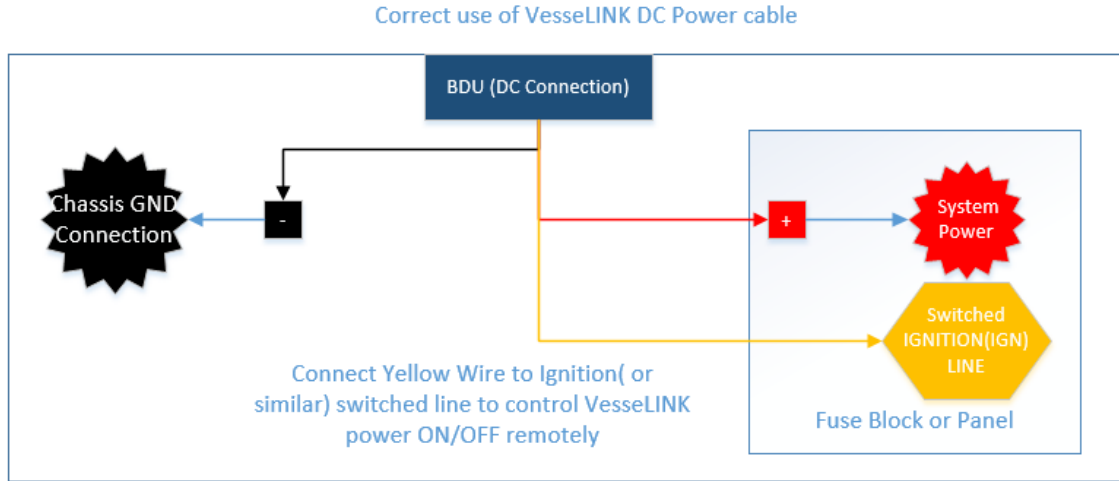 Correct use of VesseLINK DC Power cable
BDU (DC Connection)
Chassis GND
Connection
-
+
System
Power
Switched
IGNITION(IGN)
LINE
Connect Yellow Wire to Ignition( or
similar) switched line to control VesseLINK
power ON/OFF remotely
Fuse Block or Panel